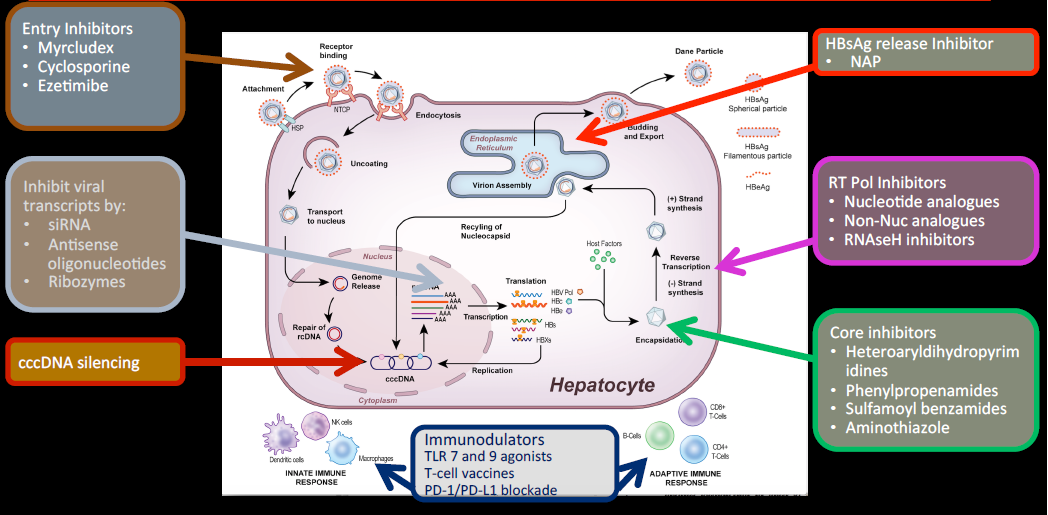 Entry Inhibitors
• Myrcludex
• Cyclosporine
• Ezetimibe
Inhibit viral
transcripts by:
• siRNA
• Antisense
oligonucleotides
• Ribozymes
cccDNA silencing
Receptor
binding
Attachment
HSP
NTCP
Endocytosis
Uncoating
Transport
to nucleus
Nucleus
Genome
Release
Repair of
rcDNA
cccDNA
Cytoplasm
AAA
AAA
AAA
AAA
AAA
Transcription
Translation
HBV Pol
HBc
HBe
HBs
HBXs
Replication
Recyling of
Nucleocapsid
Endoplasmic
Reticulum
Virion Assembly
Budding
and Export
Dane Particle
HBsAg
Spherical particle
HBsAg
Filamentous particle
HBeAg
(+) Strand
synthesis
Reverse
Transcription
(-) Strand
synthesis
Host Factors
Encapsidation
Hepatocyte
NK cells
Dendritic cells
Macrophages
INNATE IMMUNE
RESPONSE
Immunodulators
TLR 7 and 9 agonists
T-cell vaccines
PD-1/PD-L1 blockade
CD8+
T-Cells
B-Cells
CD4+
T-Cells
ADAPTIVE IMMUNE
RESPONSE
HBsAg release Inhibitor
• NAP
RT Pol Inhibitors
• Nucleotide analogues
• Non-Nuc analogues
• RNAseH inhibitors
Core inhibitors
• Heteroaryldihydropyrim
idines
• Phenylpropenamides
• Sulfamoyl benzamides
• Aminothiazole